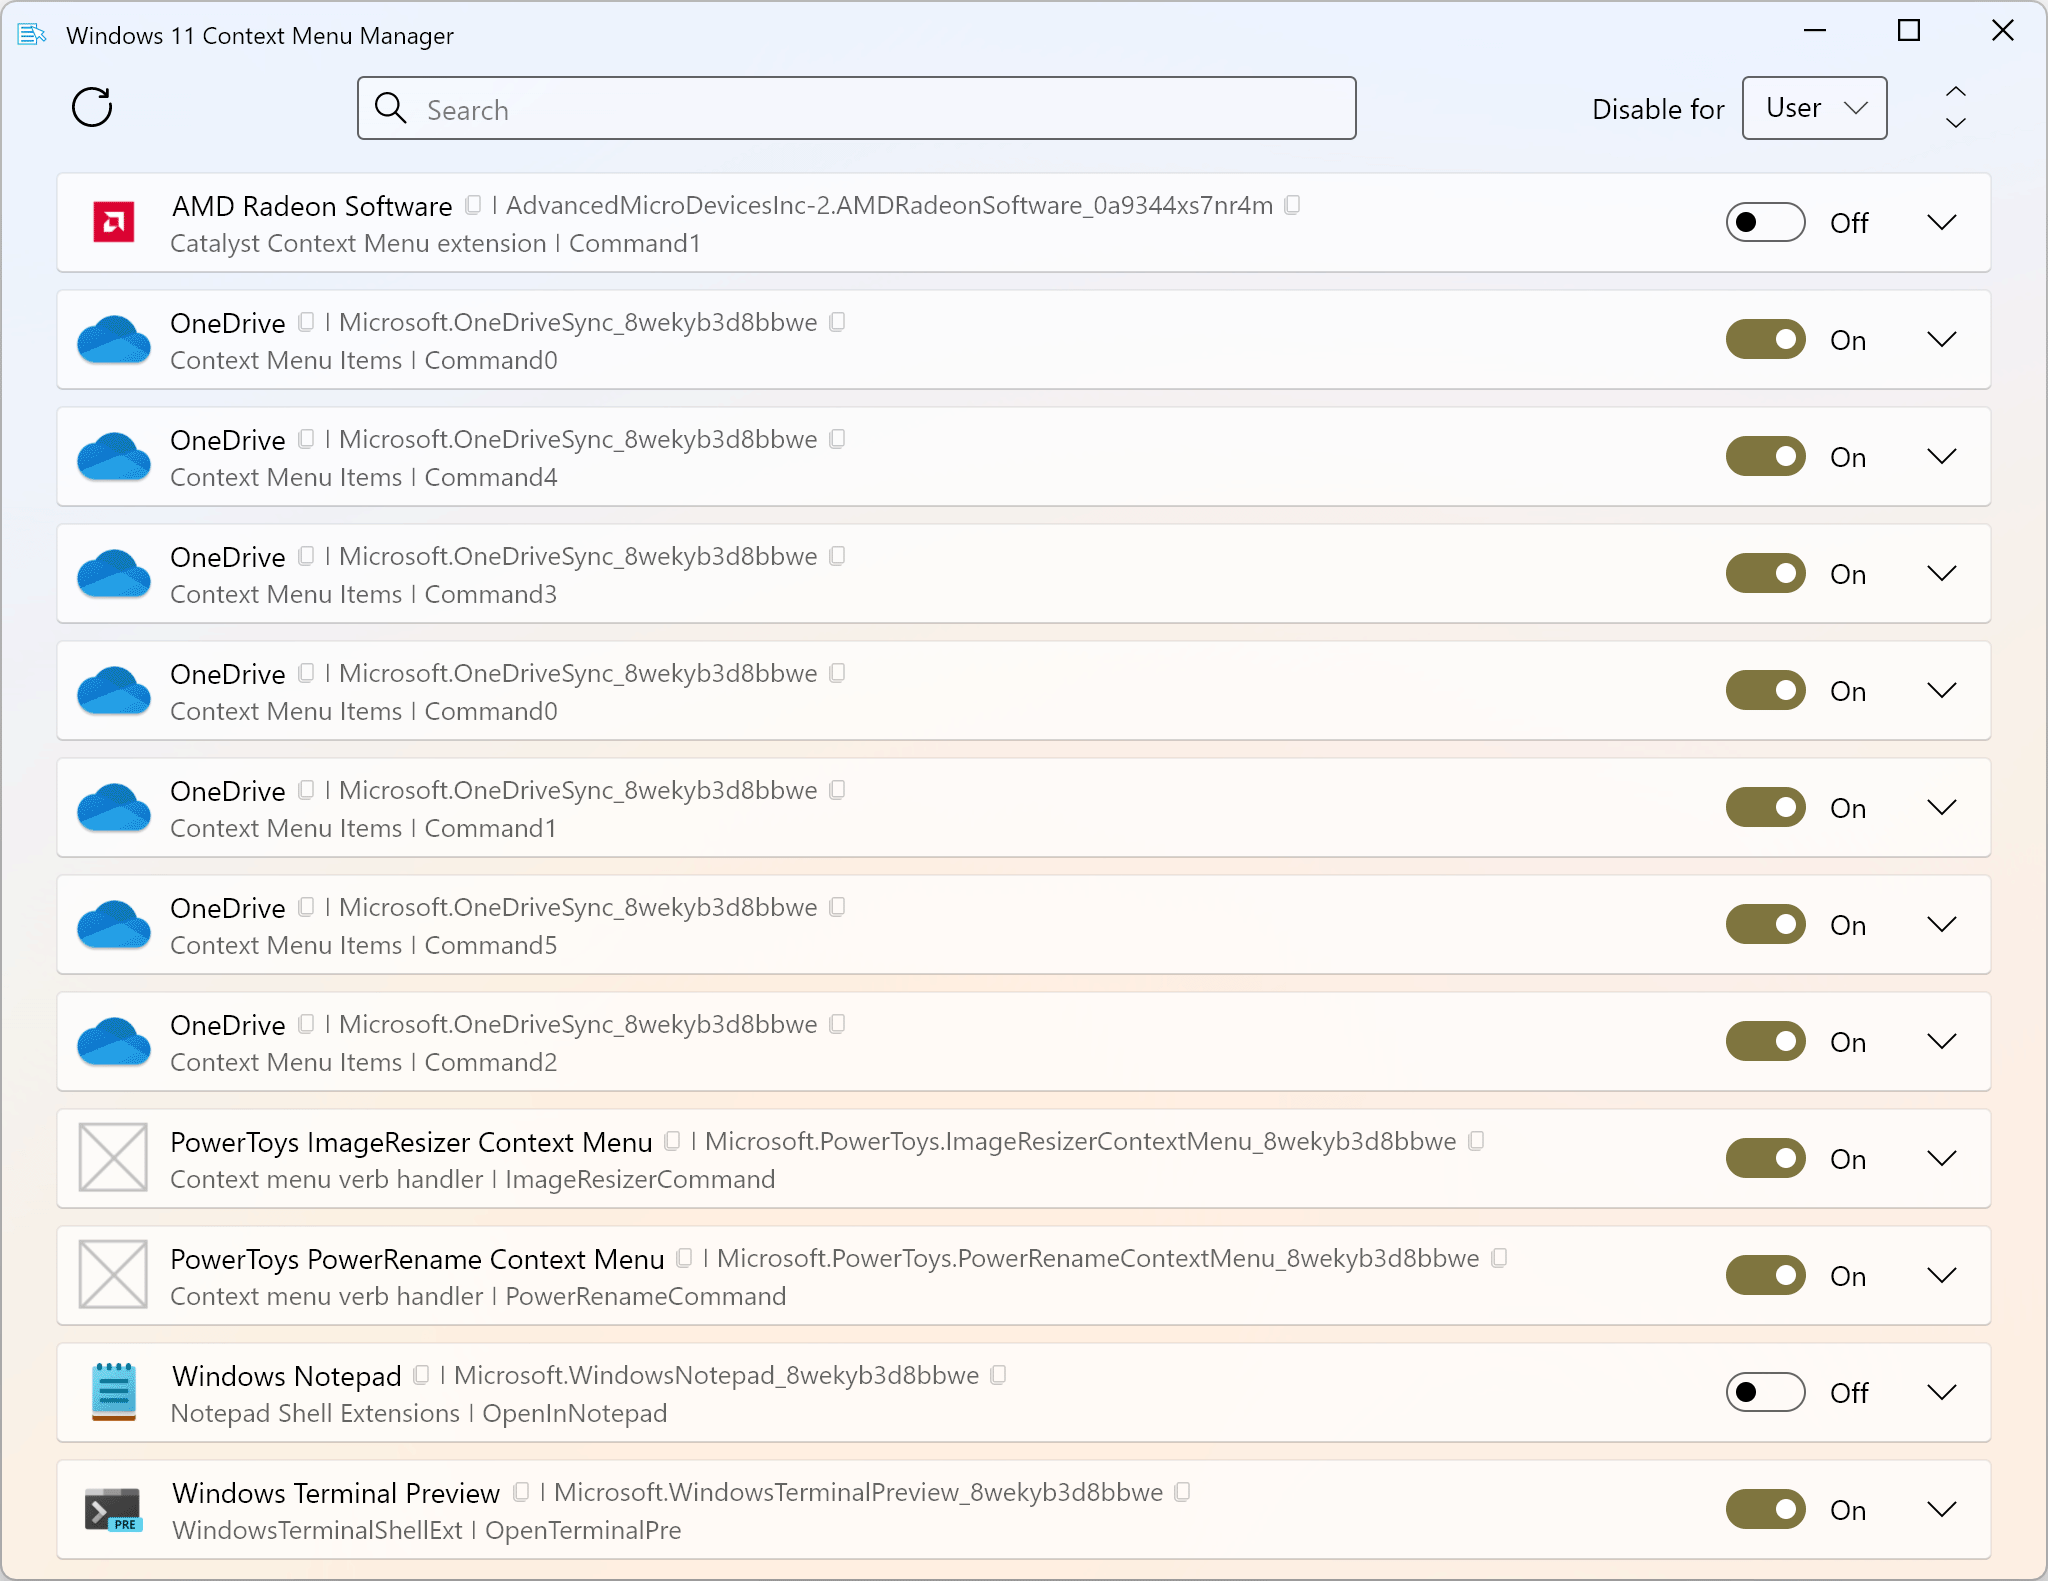 Windows 11 Context Menu Manager
Search
Disable for User
AMD Radeon Software | AdvancedMicroDevicesInc-2.AMDRadeonSoftware_0a9344xs7nr4m
Catalyst Context Menu extension | Command1
Off
OneDrive | Microsoft.OneDriveSync_8wekyb3d8bbwe
Context Menu Items | Command0
On
OneDrive | Microsoft.OneDriveSync_8wekyb3d8bbwe
Context Menu Items | Command4
On
OneDrive | Microsoft.OneDriveSync_8wekyb3d8bbwe
Context Menu Items | Command3
On
OneDrive | Microsoft.OneDriveSync_8wekyb3d8bbwe
Context Menu Items | Command0
On
OneDrive | Microsoft.OneDriveSync_8wekyb3d8bbwe
Context Menu Items | Command1
On
OneDrive | Microsoft.OneDriveSync_8wekyb3d8bbwe
Context Menu Items | Command5
On
OneDrive | Microsoft.OneDriveSync_8wekyb3d8bbwe
Context Menu Items | Command2
On
PowerToys ImageResizer Context Menu | Microsoft.PowerToys.ImageResizerContextMenu_8wekyb3d8bbwe
Context menu verb handler | ImageResizerCommand
On
PowerToys PowerRename Context Menu | Microsoft.PowerToys.PowerRenameContextMenu_8wekyb3d8bbwe
Context menu verb handler | PowerRenameCommand
On
Windows Notepad | Microsoft.WindowsNotepad_8wekyb3d8bbwe
Notepad Shell Extensions | OpenInNotepad
Off
PRE
Windows Terminal Preview | Microsoft.WindowsTerminalPreview_8wekyb3d8bbwe
WindowsTerminalShellExt | OpenTerminalPre
On